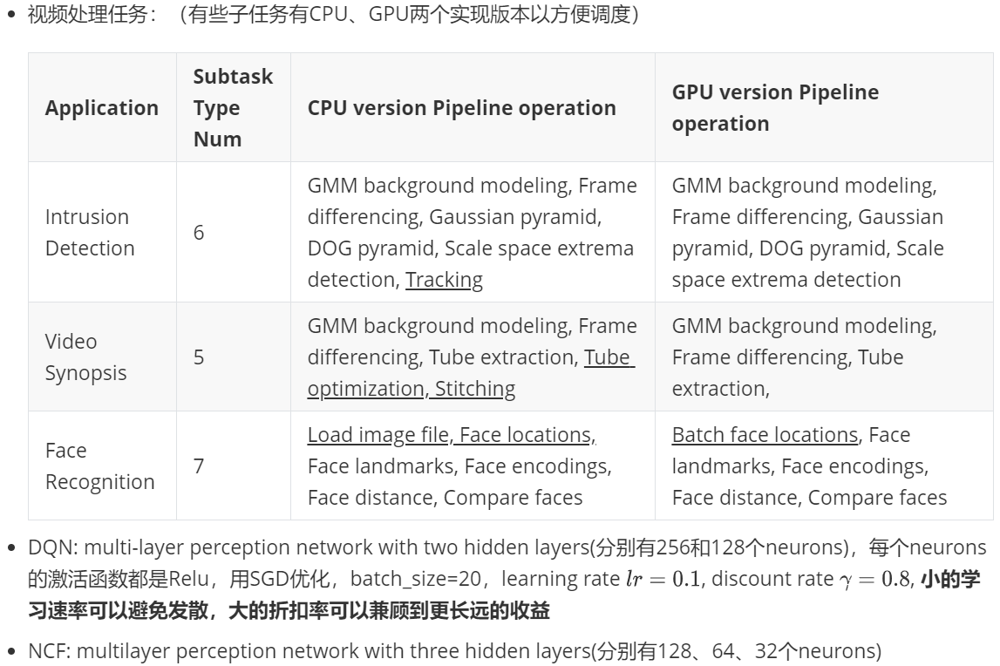 • 视频处理任务： （有些子任务有CPU、GPU两个实现版本以方便调度）
Application
Subtask
Type
Num
CPU version Pipeline operation
GPU version Pipeline
operation
Intrusion
Detection
6
GMM background modeling, Frame
differencing, Gaussian pyramid,
DOG pyramid, Scale space extrema
detection, Tracking
GMM background modeling,
Frame differencing, Gaussian
pyramid, DOG pyramid, Scale
space extrema detection
Video
Synopsis
5
GMM background modeling, Frame
differencing, Tube extraction, Tube
optimization, Stitching
GMM background modeling,
Frame differencing, Tube
extraction,
Face
Recognition
7
Load image file, Face locations,
Face landmarks, Face encodings,
Face distance, Compare faces
Batch face locations, Face
landmarks, Face encodings,
Face distance, Compare faces
• DQN: multi-layer perception network with two hidden layers(分别有256和128个neurons)，每个neurons
的激活函数都是Relu，用SGD优化，batch_size=20，learning rate lr = 0.1, discount rate γ = 0.8, 小的学
习速率可以避免发散，大的折扣率可以兼顾到更长远的收益
• NCF: multilayer perception network with three hidden layers(分别有128、64、32个neurons)